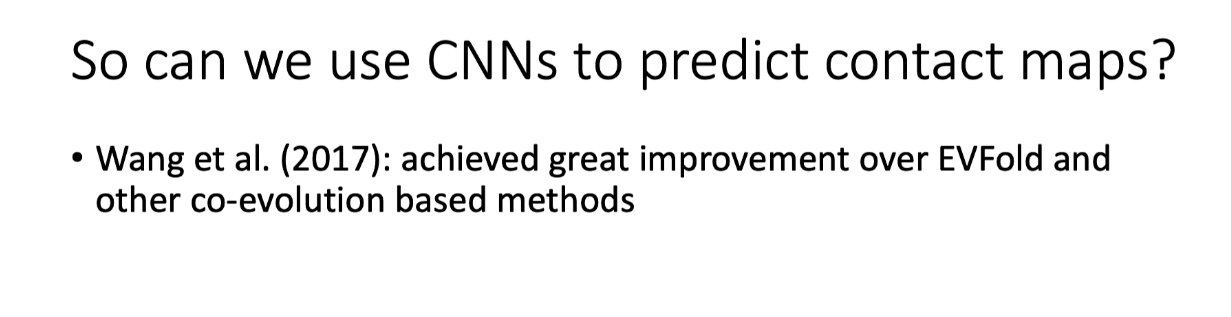 So can we use CNNs to predict contact maps?
• Wang et al. (2017): achieved great improvement over EVFold and
other co-evolution based methods